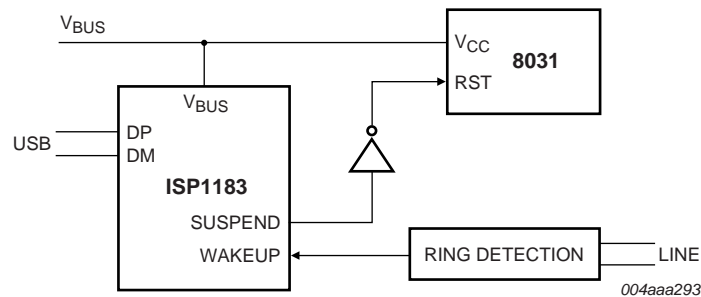 VBUS
VCC
8031
RST
VBUS
USB
DP
DM
ISP1183
SUSPEND
WAKEUP
RING DETECTION
LINE
004aaa293